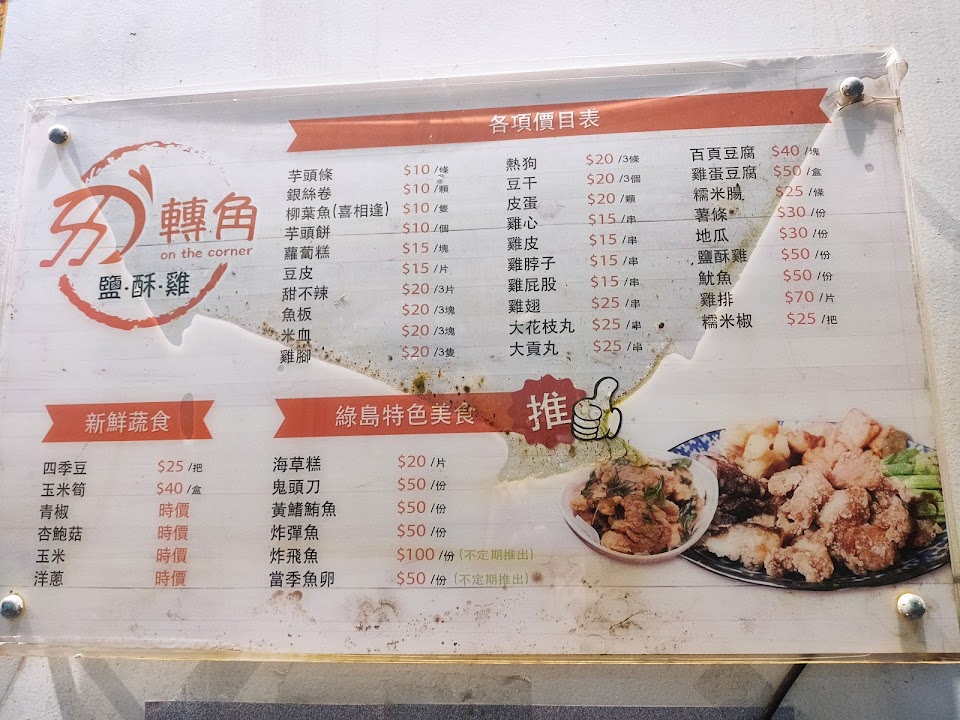 ㄞ轉角
on the corner
鹽·酥·雞
各項價目表
芋頭條 $10/條
銀絲卷 $10/顆
柳葉魚(喜相逢) $10/隻
芋頭餅 $10/個
蘿蔔糕 $15/塊
豆皮 $15/片
甜不辣 $20/3片
魚板 $20/3塊
米血 $20/3塊
雞腳 $20/3隻
熱狗 $20/3條
豆干 $20/3個
皮蛋 $20/顆
雞心 $15/串
雞皮 $15/串
雞脖子 $15/串
雞屁股 $15/串
雞翅 $25/串
大花枝丸 $25/串
大貢丸 $25/串
百頁豆腐 $40/塊
雞蛋豆腐 $50/盒
糯米腸 $25/條
薯條 $30/份
地瓜 $30/份
鹽酥雞 $50/份
魷魚 $50/份
雞排 $70/片
糯米椒 $25/把
新鮮蔬食
四季豆 $25/把
玉米筍 $40/盒
青椒 時價
杏鮑菇 時價
玉米 時價
洋蔥 時價
綠島特色美食 推
海草糕 $20/片
鬼頭刀 $50/份
黃鰭鮪魚 $50/份
炸彈魚 $50/份
炸飛魚 $100/份(不定期推出)
當季魚卵 $50/份(不定期推出)